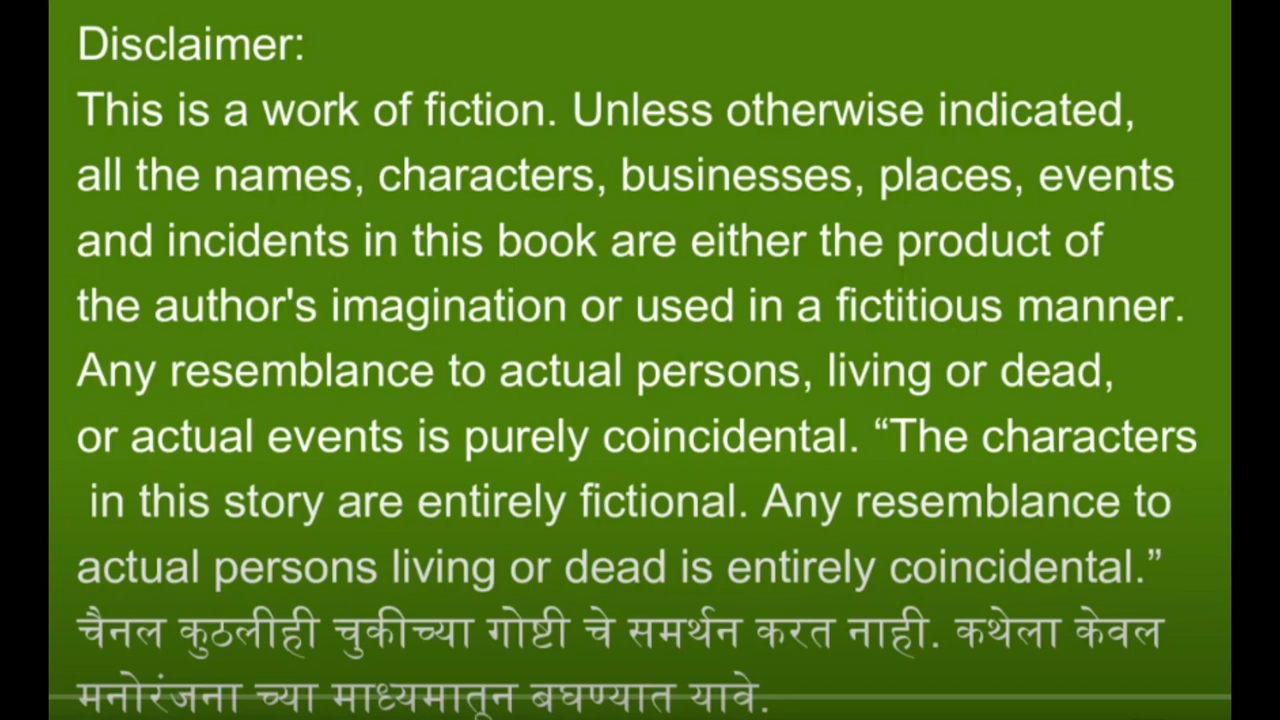 Disclaimer:
This is a work of fiction. Unless otherwise indicated,
all the names, characters, businesses, places, events
and incidents in this book are either the product of
the author's imagination or used in a fictitious manner.
Any resemblance to actual persons, living or dead,
or actual events is purely coincidental. “The characters
in this story are entirely fictional. Any resemblance to
actual persons living or dead is entirely coincidental.”
चैनल कुठलीही चुकीच्या गोष्टी चे समर्थन करत नाही. कथेला केवल
मनोरंजना च्या माध्यमातून बघण्यात यावे.